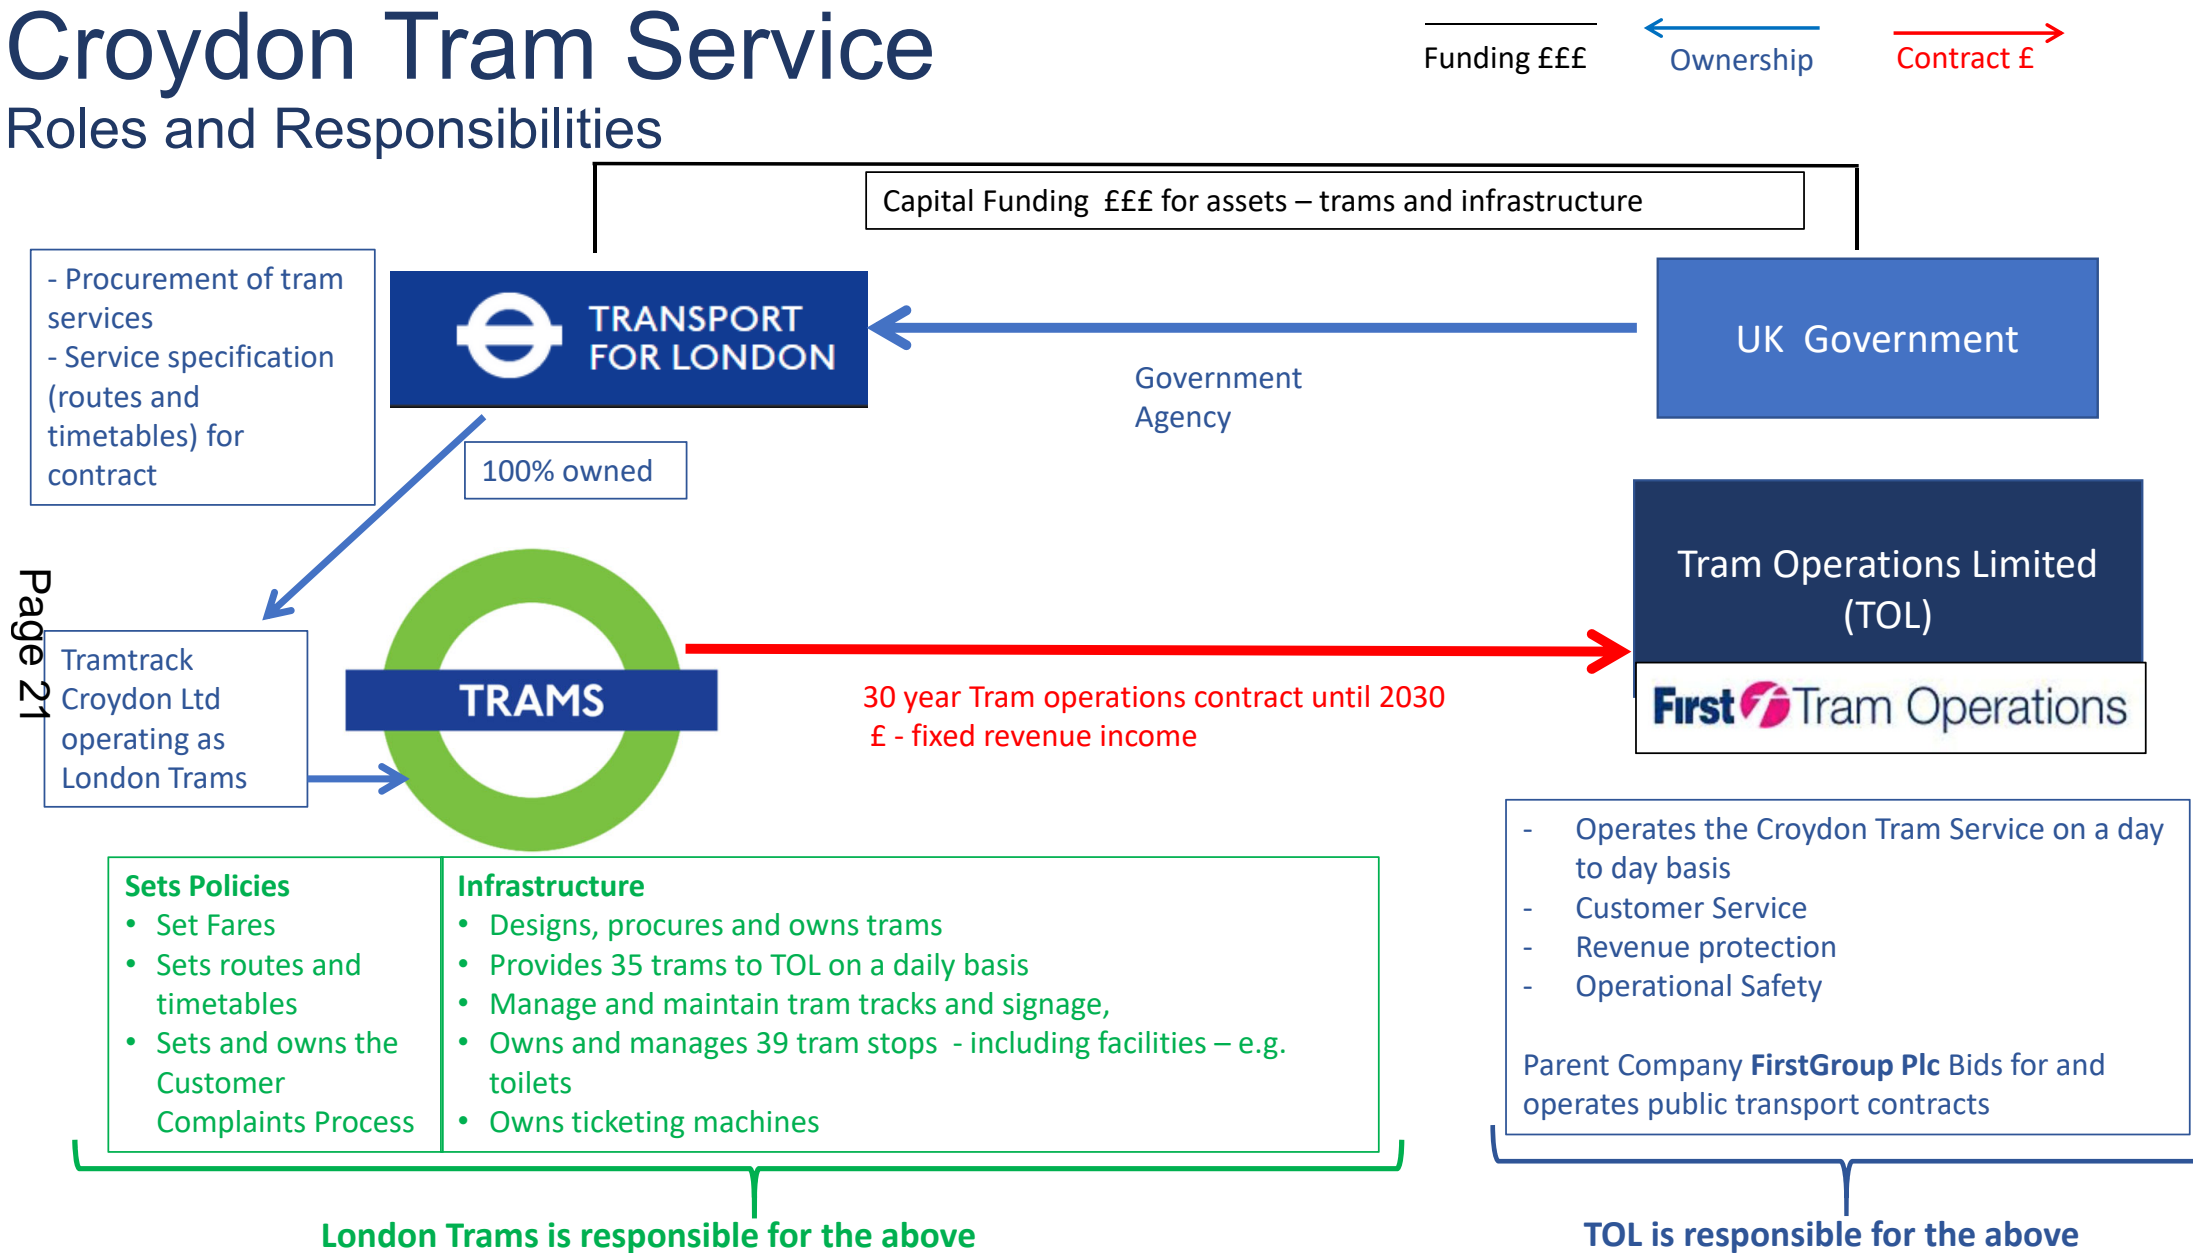 Croydon Tram Service
Roles and Responsibilities
Funding £££
Ownership
Contract £
Capital Funding  £££ for assets – trams and infrastructure
- Procurement of tram
services
- Service specification
(routes and
timetables) for
contract
TRANSPORT
FOR LONDON
Government
Agency
UK  Government
100% owned
Page 21
Tramtrack
Croydon Ltd
operating as
London Trams
TRAMS
30 year Tram operations contract until 2030
£ - fixed revenue income
Tram Operations Limited
(TOL)
First Tram Operations
Sets Policies
• Set Fares
• Sets routes and
timetables
• Sets and owns the
Customer
Complaints Process
Infrastructure
• Designs, procures and owns trams
• Provides 35 trams to TOL on a daily basis
• Manage and maintain tram tracks and signage,
• Owns and manages 39 tram stops  - including facilities – e.g.
toilets
• Owns ticketing machines
- Operates the Croydon Tram Service on a day
to day basis
- Customer Service
- Revenue protection
- Operational Safety
Parent Company FirstGroup Plc Bids for and
operates public transport contracts
London Trams is responsible for the above
TOL is responsible for the above